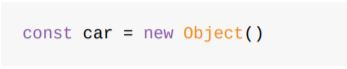 const car = new Object()